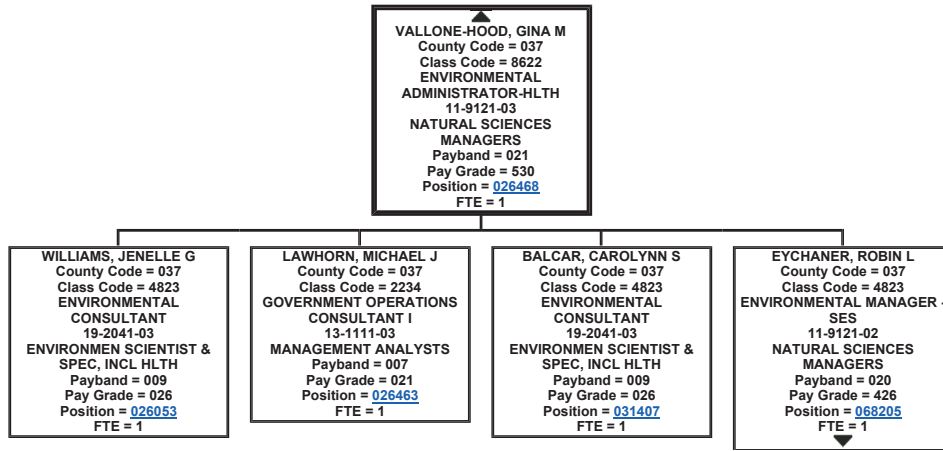 VALLONE-HOOD, GINA M
County Code = 037
Class Code = 8622
ENVIRONMENTAL
ADMINISTRATOR-HLTH
11-9121-03
NATURAL SCIENCES
MANAGERS
Payband = 021
Pay Grade = 530
Position = 026468
FTE = 1
WILLIAMS, JENELLE G
County Code = 037
Class Code = 4823
ENVIRONMENTAL
CONSULTANT
19-2041-03
ENVIRONMEN SCIENTIST &
SPEC, INCL HLTH
Payband = 009
Pay Grade = 026
Position = 026053
FTE = 1
LAWHORN, MICHAEL J
County Code = 037
Class Code = 2234
GOVERNMENT OPERATIONS
CONSULTANT I
13-1111-03
MANAGEMENT ANALYSTS
Payband = 007
Pay Grade = 021
Position = 026463
FTE = 1
BALCAR, CAROLYNN S
County Code = 037
Class Code = 4823
ENVIRONMENTAL
CONSULTANT
19-2041-03
ENVIRONMEN SCIENTIST &
SPEC, INCL HLTH
Payband = 009
Pay Grade = 026
Position = 031407
FTE = 1
EYCHANER, ROBIN L
County Code = 037
Class Code = 4823
ENVIRONMENTAL MANAGER -
SES
11-9121-02
NATURAL SCIENCES
MANAGERS
Payband = 020
Pay Grade = 426
Position = 068205
FTE = 1